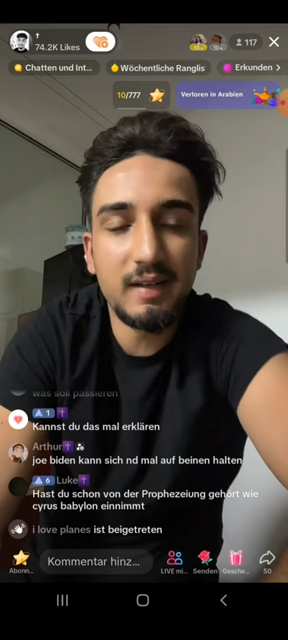 †
74.2K Likes
117
Chatten und Int...
Wöchentliche Ranglis
Erkunden >
10/777
Verloren in Arabien
was soll passieren
1
Kannst du das mal erklären
Arthur
joe biden kann sich nd mal auf beinen halten
6 Luke
Hast du schon von der Prophezeiung gehört wie
cyrus babylon einnimmt
i love planes ist beigetreten
Kommentar hinz...
Abonn...
LIVE mi...
Senden
Gesche...
50